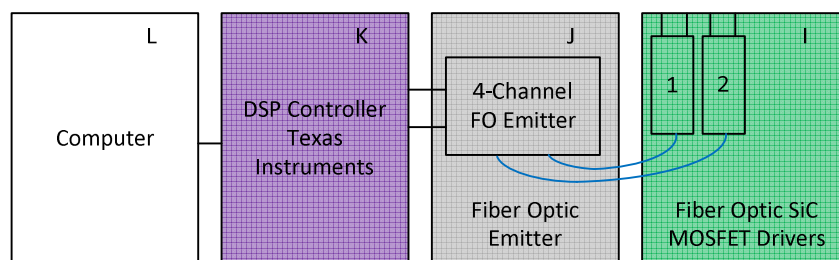 L
Computer
K
DSP Controller
Texas
Instruments
J
4-Channel
FO Emitter
Fiber Optic
Emitter
I
1
2
Fiber Optic SiC
MOSFET Drivers